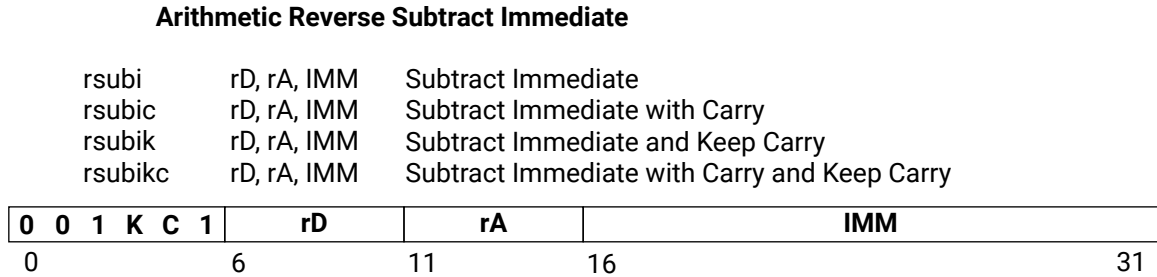 Arithmetic Reverse Subtract Immediate
rsubi rD, rA, IMM Subtract Immediate
rsubic rD, rA, IMM Subtract Immediate with Carry
rsubik rD, rA, IMM Subtract Immediate and Keep Carry
rsubikc rD, rA, IMM Subtract Immediate with Carry and Keep Carry
0 0 1 K C 1 rD rA IMM
0 6 11 16 31